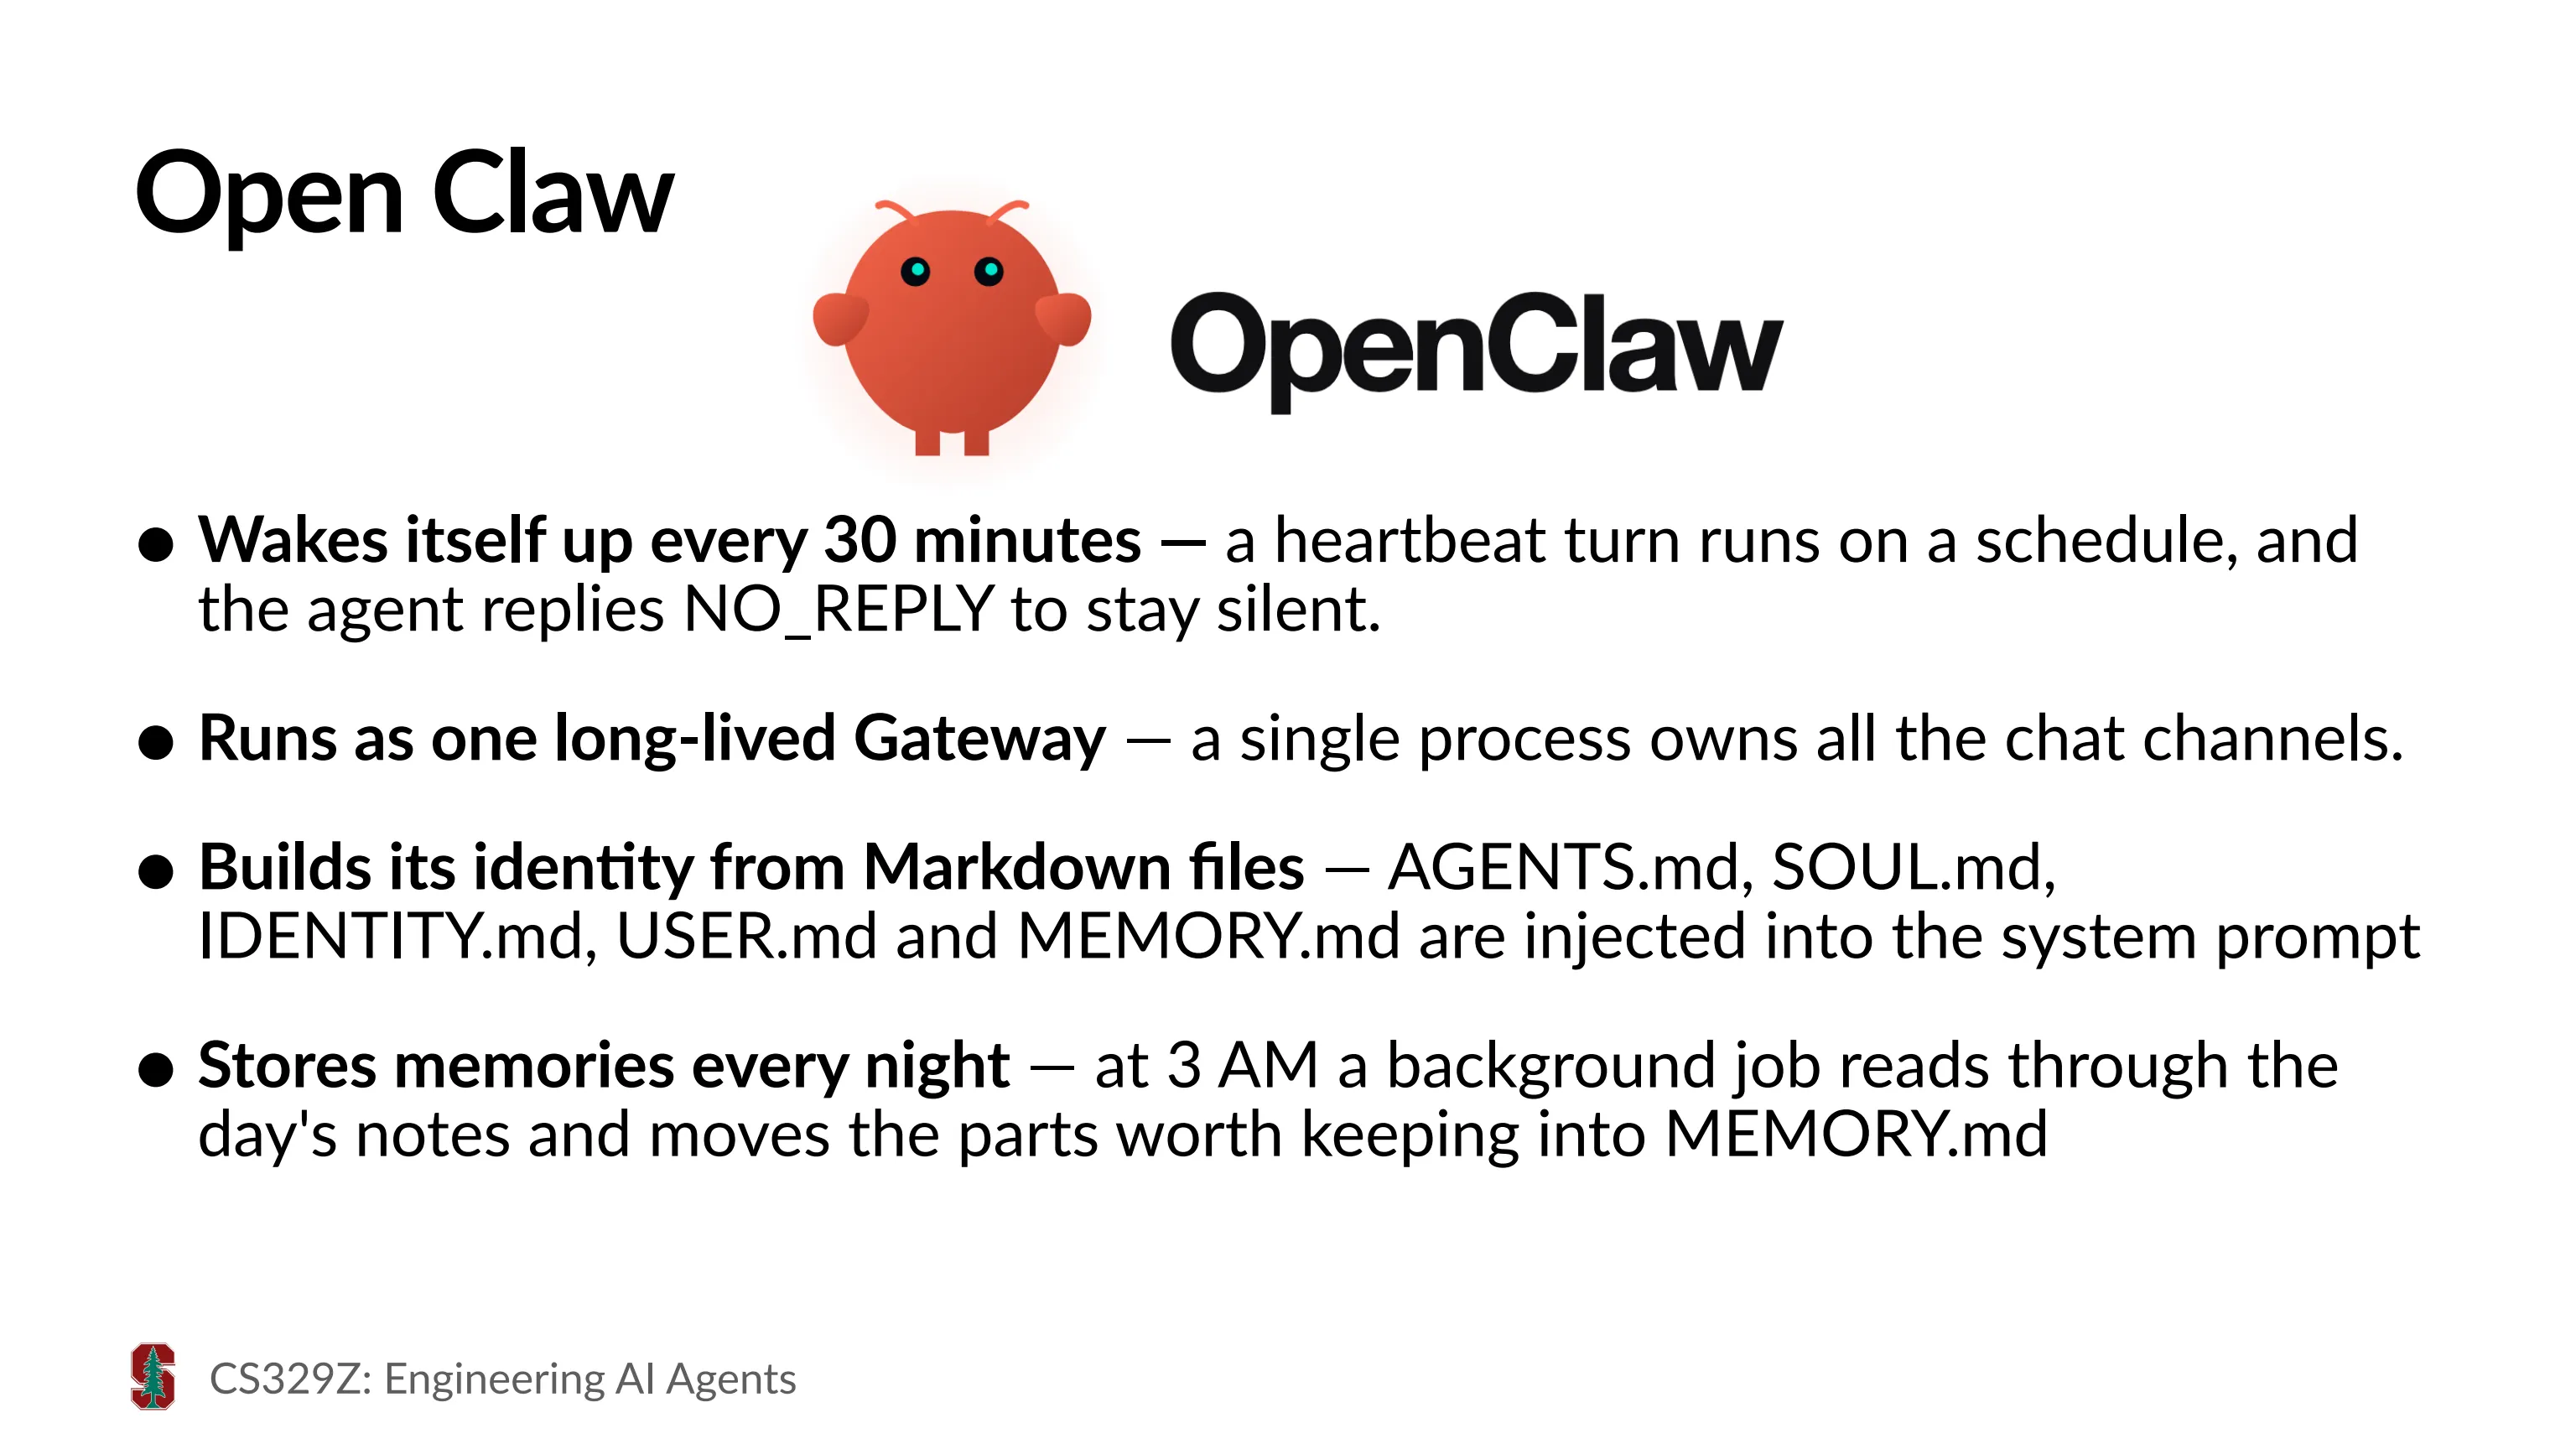 Open Claw
OpenClaw
● Wakes itself up every 30 minutes — a heartbeat turn runs on a schedule, and
the agent replies NO_REPLY to stay silent.
● Runs as one long-lived Gateway — a single process owns all the chat channels.
● Builds its identity from Markdown files — AGENTS.md, SOUL.md,
IDENTITY.md, USER.md and MEMORY.md are injected into the system prompt
● Stores memories every night — at 3 AM a background job reads through the
day's notes and moves the parts worth keeping into MEMORY.md
CS329Z: Engineering AI Agents